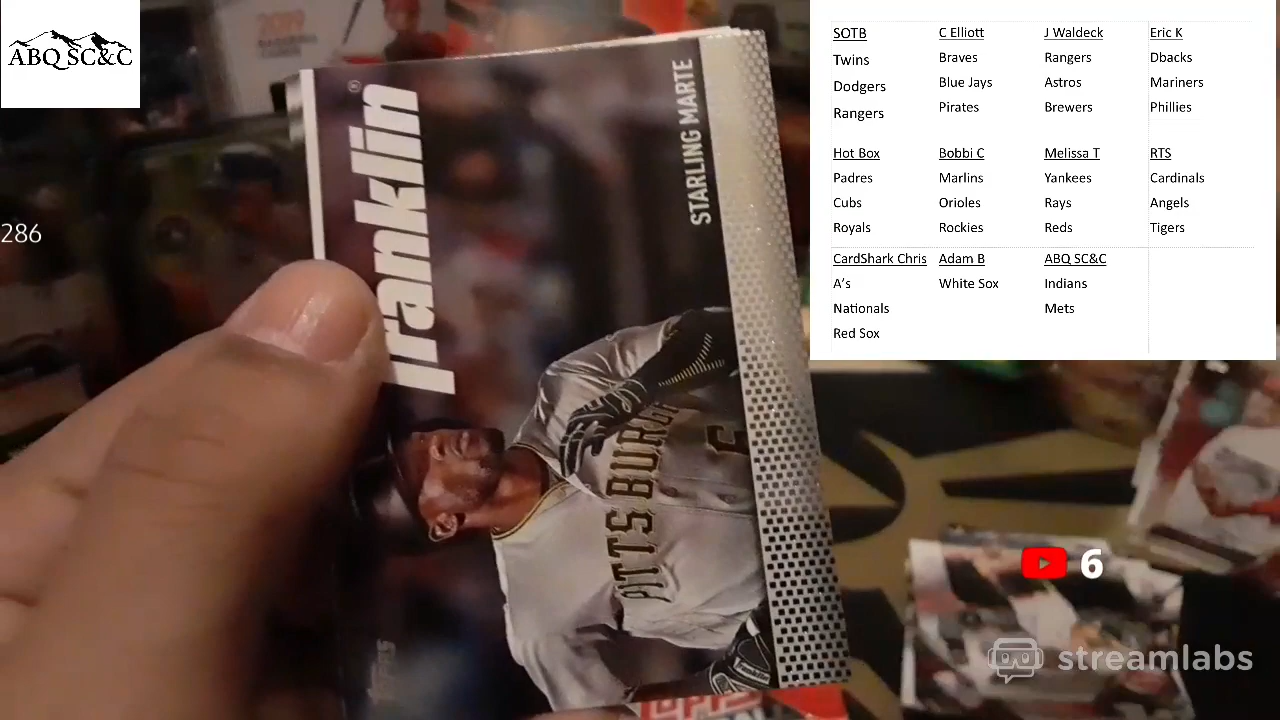 ABQ SC&C
286
2019
Franklin
®
STARLING MARTE
PITTSBURGH
6
SOTB
Twins
Dodgers
Rangers
C Elliott
Braves
Blue Jays
Pirates
J Waldeck
Rangers
Astros
Brewers
Eric K
Dbacks
Mariners
Phillies
Hot Box
Padres
Cubs
Royals
Bobbi C
Marlins
Orioles
Rockies
Melissa T
Yankees
Rays
Reds
RTS
Cardinals
Angels
Tigers
CardShark Chris
A's
Nationals
Red Sox
Adam B
White Sox
ABQ SC&C
Indians
Mets
6
streamlabs